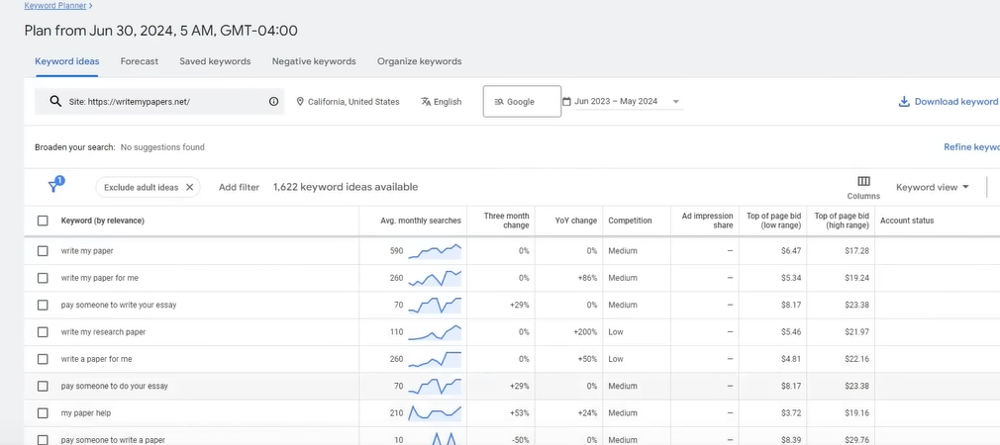 Keyword Planner >
Plan from Jun 30, 2024, 5 AM, GMT-04:00
Keyword ideas Forecast Saved keywords Negative keywords Organize keywords
Site: https://writemypapers.net/ California, United States English Google Jun 2023 – May 2024 Download keyword
Broaden your search: No suggestions found Refine keywo
1 Exclude adult ideas Add filter 1,622 keyword ideas available Columns Keyword view
Keyword (by relevance) Avg. monthly searches Three month change YoY change Competition Ad impression share Top of page bid (low range) Top of page bid (high range) Account status
write my paper 590 0% 0% Medium – $6.47 $17.28
write my paper for me 260 0% +86% Medium – $5.34 $19.24
pay someone to write your essay 70 +29% 0% Medium – $8.17 $23.38
write my research paper 110 0% +200% Low – $5.46 $21.97
write a paper for me 260 0% +50% Low – $4.81 $22.16
pay someone to do your essay 70 +29% 0% Medium – $8.17 $23.38
my paper help 210 +53% +24% Medium – $3.72 $19.16
pay someone to write a paper 10 -50% 0% Medium – $8.39 $29.76